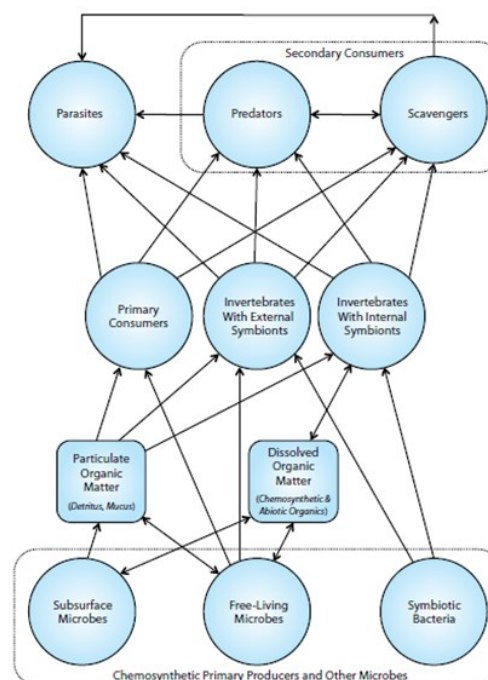 Secondary Consumers
Parasites
Predators
Scavengers
Primary
Consumers
Invertebrates
With External
Symbionts
Invertebrates
With Internal
Symbionts
Particulate
Organic
Matter
(Detritus, Mucus)
Dissolved
Organic
Matter
(Chemosynthetic &
Abiotic Organics)
Subsurface
Microbes
Free-Living
Microbes
Symbiotic
Bacteria
Chemosynthetic Primary Producers and Other Microbes